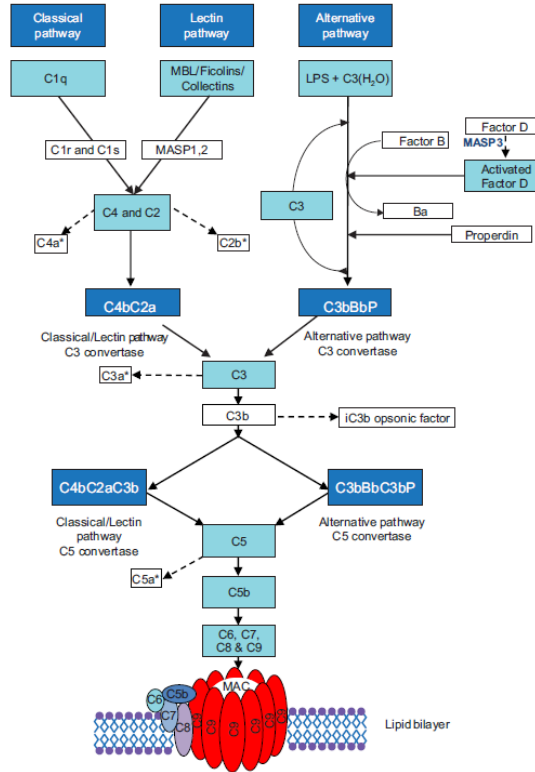 Classical
pathway
Lectin
pathway
Alternative
pathway
C1q
MBL/Ficolins/
Collectins
LPS + C3(H₂O)
C1r and C1s
MASP1,2
Factor B
Factor D
MASP3
Activated
Factor D
C3
Ba
Properdin
C4 and C2
C4a*
C2b*
C4bC2a
C3bBbP
Classical/Lectin pathway
C3 convertase
Alternative pathway
C3 convertase
C3a*
C3
C3b
iC3b opsonic factor
C4bC2aC3b
C3bBbC3bP
Classical/Lectin
pathway
C5 convertase
Alternative pathway
C5 convertase
C5
C5a*
C5b
C6, C7,
C8 & C9
MAC
C6
C5b
C7
C8
C9
C9
C9
C9
C9
C9
Lipid bilayer